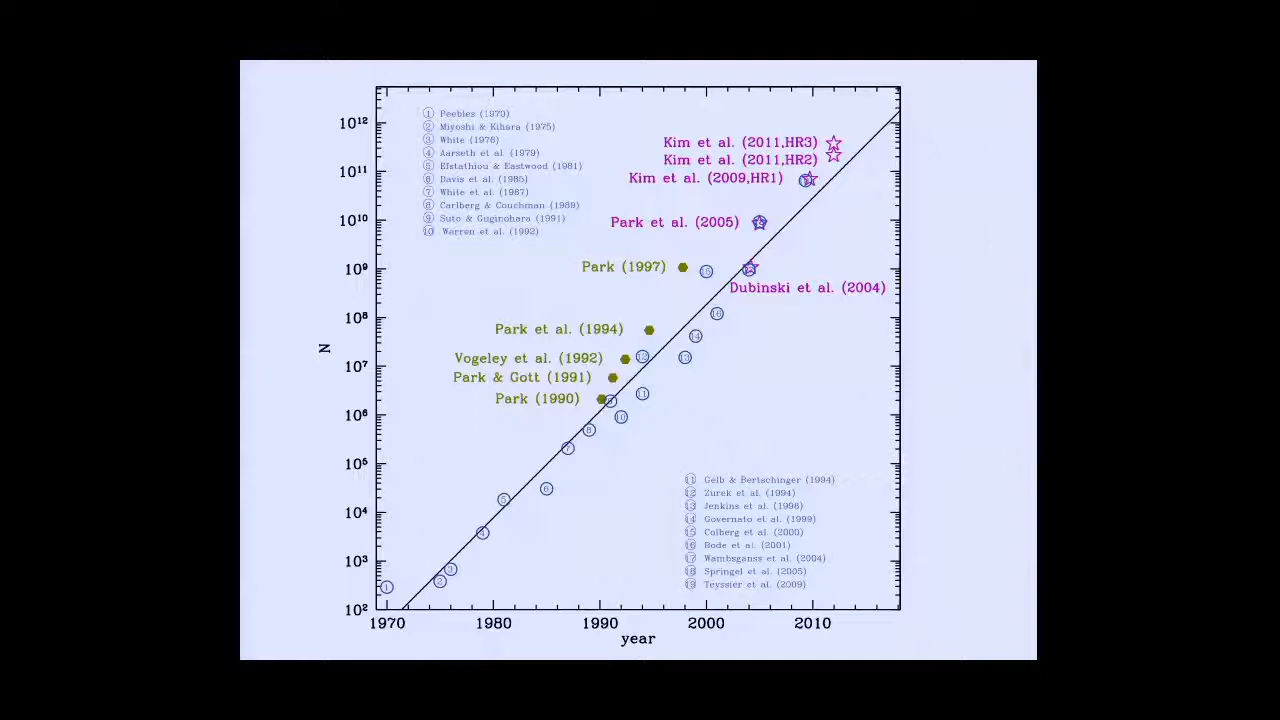 ① Peebles (1970)
② Miyoshi & Kihara (1975)
③ White (1976)
④ Aarseth et al. (1979)
⑤ Efstathiou & Eastwood (1981)
⑥ Davis et al. (1985)
⑦ White et al. (1987)
⑧ Carlberg & Couchman (1989)
⑨ Suto & Guginohara (1991)
⑩ Warren et al. (1992)
Kim et al. (2011,HR3)
Kim et al. (2011,HR2)
Kim et al. (2009,HR1)
Park et al. (2005)
Park (1997)
Dubinski et al. (2004)
Park et al. (1994)
Vogeley et al. (1992)
Park & Gott (1991)
Park (1990)
⑪ Gelb & Bertschinger (1994)
⑫ Zurek et al. (1994)
⑬ Jenkins et al. (1998)
⑭ Governato et al. (1999)
⑮ Colberg et al. (2000)
⑯ Bode et al. (2001)
⑰ Wambsganss et al. (2004)
⑱ Springel et al. (2005)
⑲ Teyssier et al. (2009)
10¹²
10¹¹
10¹⁰
10⁹
10⁸
10⁷
10⁶
10⁵
10⁴
10³
10²
N
1970 1980 1990 2000 2010
year